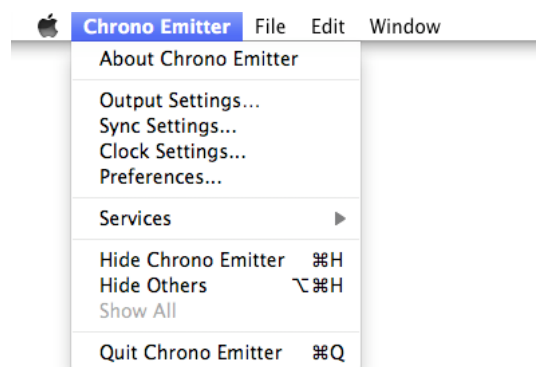 Chrono Emitter File Edit Window
About Chrono Emitter
Output Settings...
Sync Settings...
Clock Settings...
Preferences...
Services
Hide Chrono Emitter ⌘H
Hide Others ⌥⌘H
Show All
Quit Chrono Emitter ⌘Q